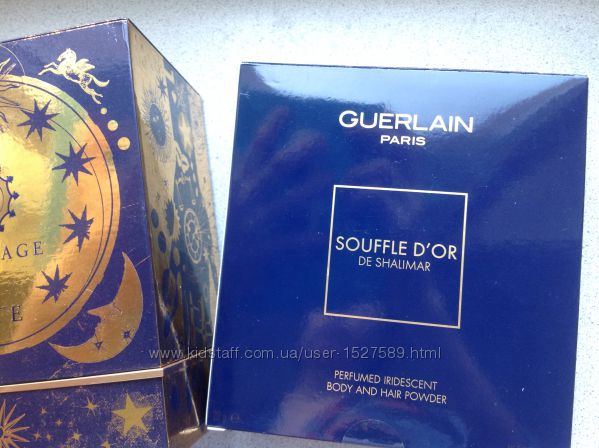 AGE
E
GUERLAIN
PARIS
SOUFFLE D'OR
DE SHALIMAR
www.kidstaff.com.ua/user-1527589.html
PERFUMED IRIDESCENT
BODY AND HAIR POWDER